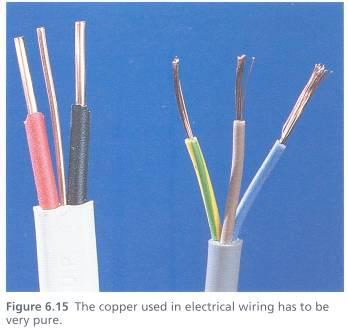 Figure 6.15 The copper used in electrical wiring has to be
very pure.